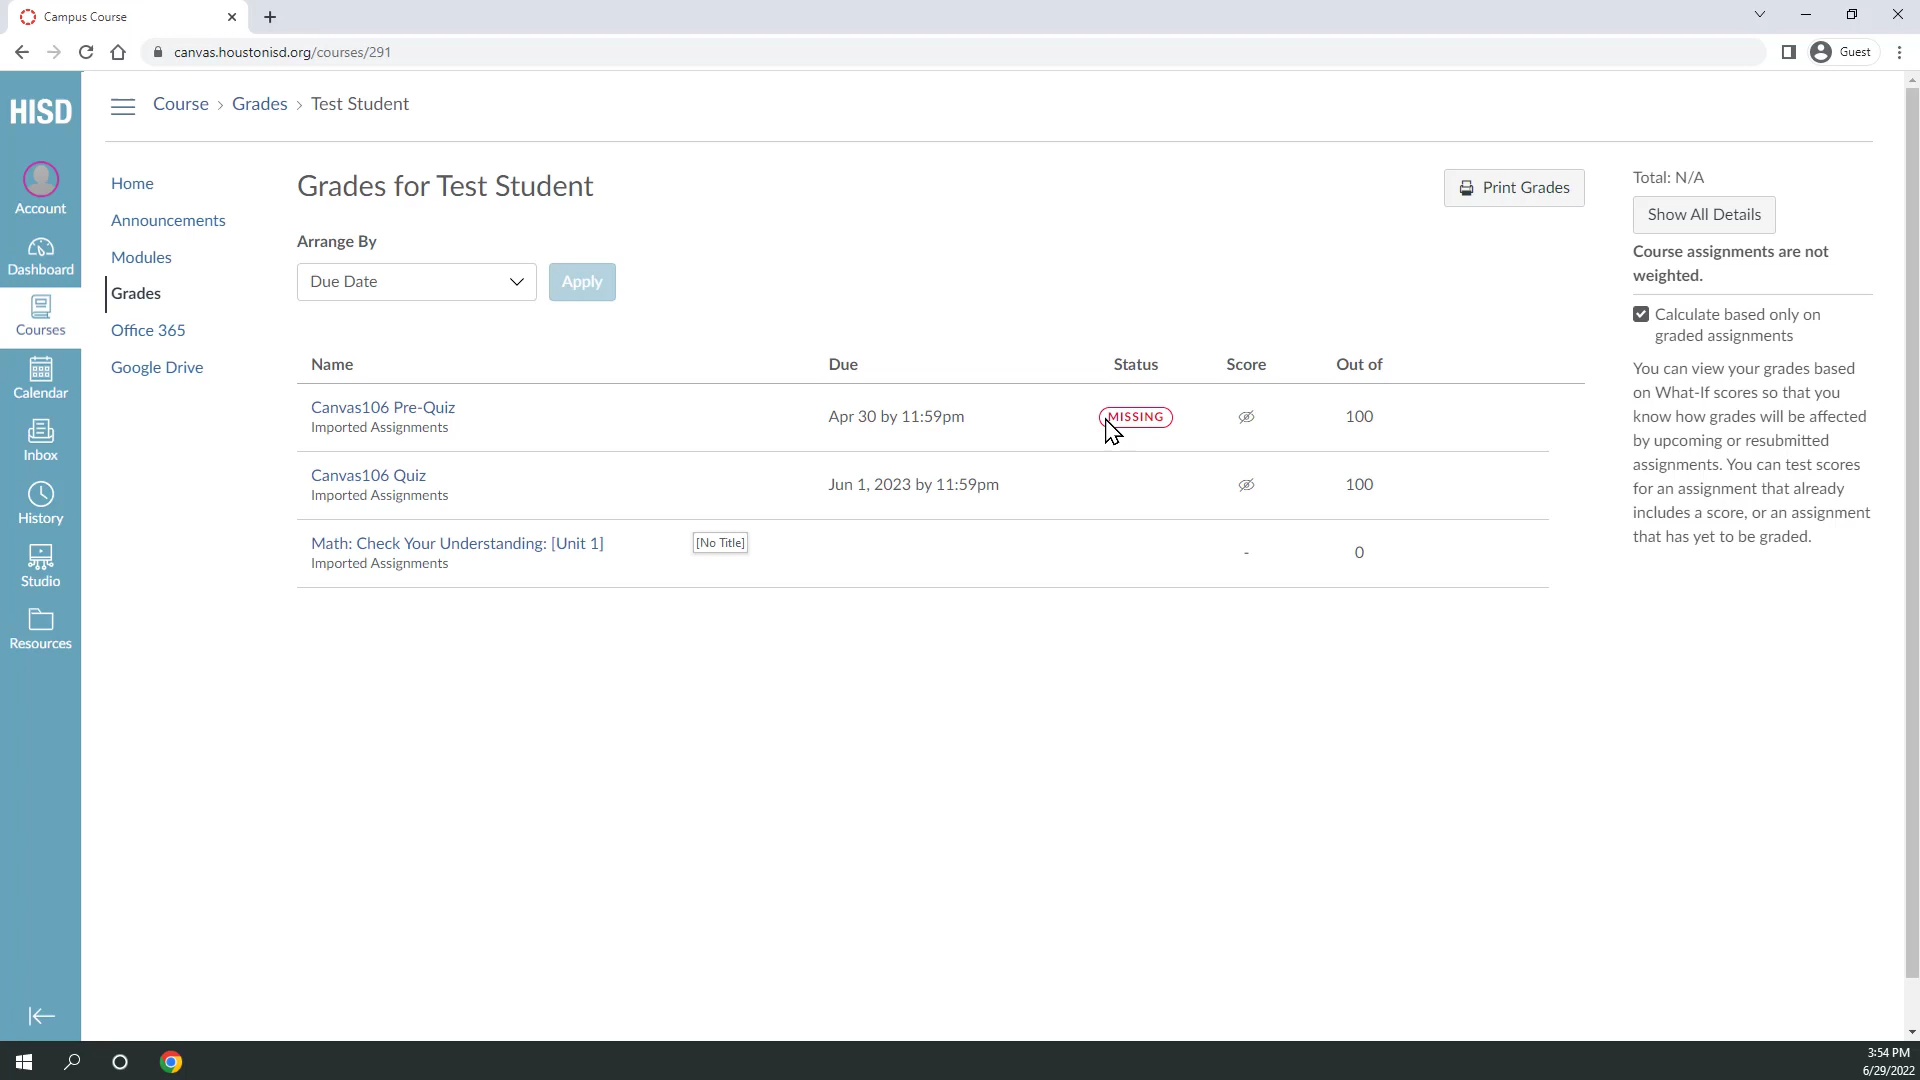 Campus Course
canvas.houstonisd.org/courses/291
Guest
HISD
Account
Dashboard
Courses
Calendar
Inbox
History
Studio
Resources
Course > Grades > Test Student
Home
Announcements
Modules
Grades
Office 365
Google Drive
Grades for Test Student
Print Grades
Arrange By
Due Date
Apply
Name Due Status Score Out of
Canvas106 Pre-Quiz
Imported Assignments
Apr 30 by 11:59pm MISSING 100
Canvas106 Quiz
Imported Assignments
Jun 1, 2023 by 11:59pm 100
Math: Check Your Understanding: [Unit 1]
Imported Assignments
[No Title]
- 0
Total: N/A
Show All Details
Course assignments are not
weighted.
Calculate based only on
graded assignments
You can view your grades based
on What-If scores so that you
know how grades will be affected
by upcoming or resubmitted
assignments. You can test scores
for an assignment that already
includes a score, or an assignment
that has yet to be graded.
3:54 PM
6/29/2022